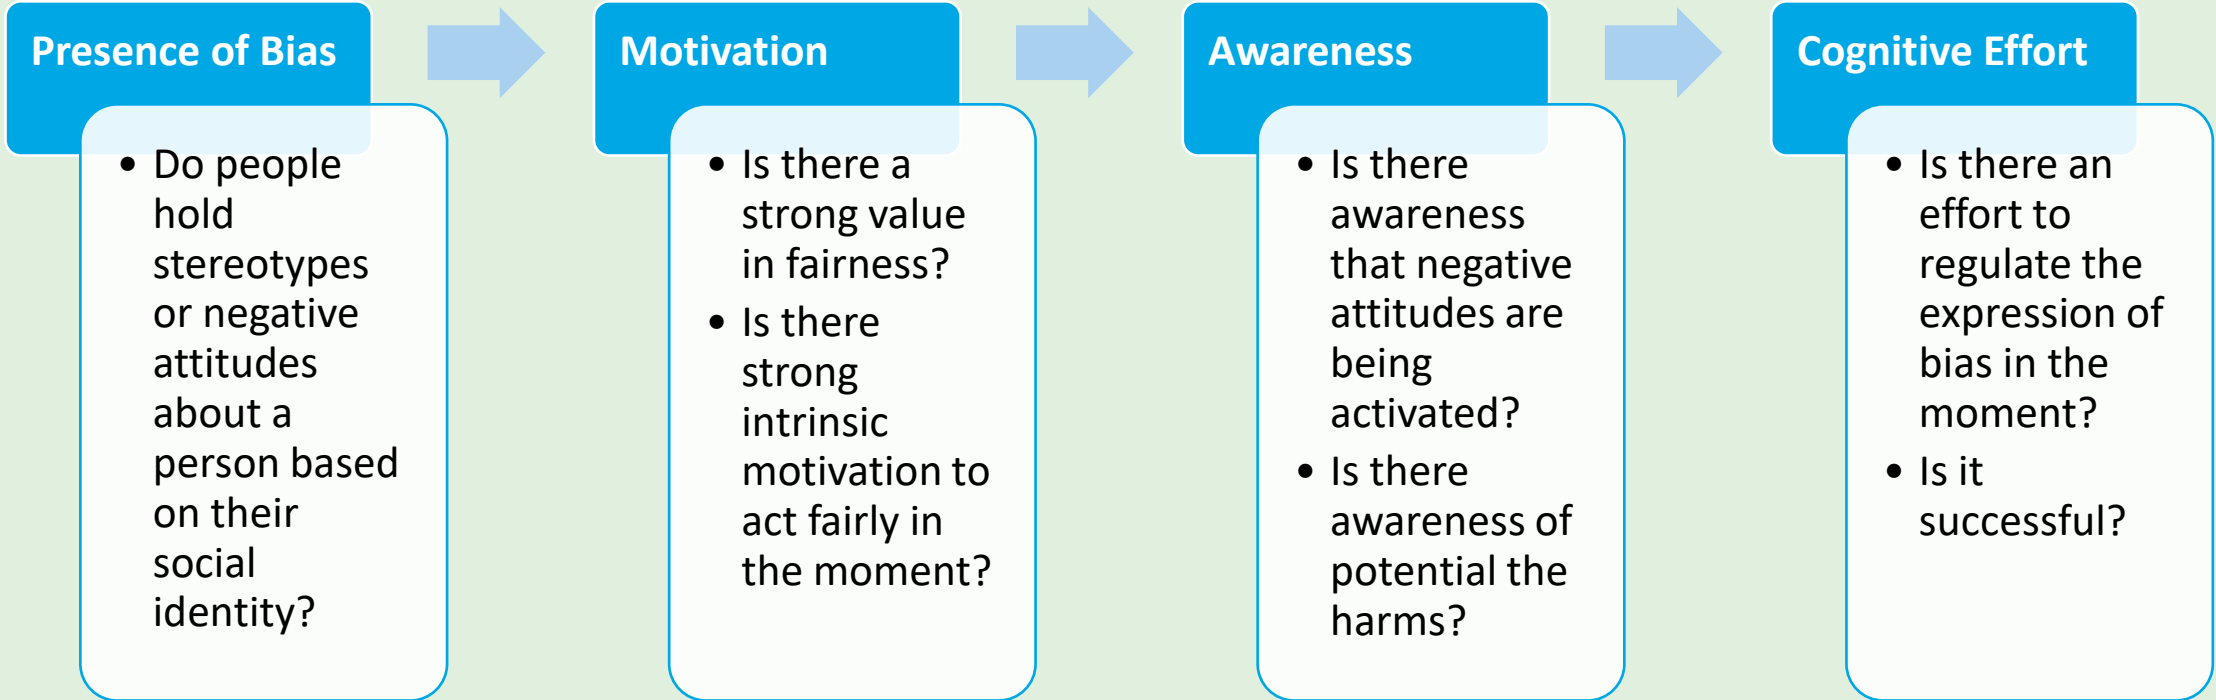 Presence of Bias
• Do people
hold
stereotypes
or negative
attitudes
about a
person based
on their
social
identity?
Motivation
• Is there a
strong value
in fairness?
• Is there
strong
intrinsic
motivation to
act fairly in
the moment?
Awareness
• Is there
awareness
that negative
attitudes are
being
activated?
• Is there
awareness of
potential the
harms?
Cognitive Effort
• Is there an
effort to
regulate the
expression of
bias in the
moment?
• Is it
successful?